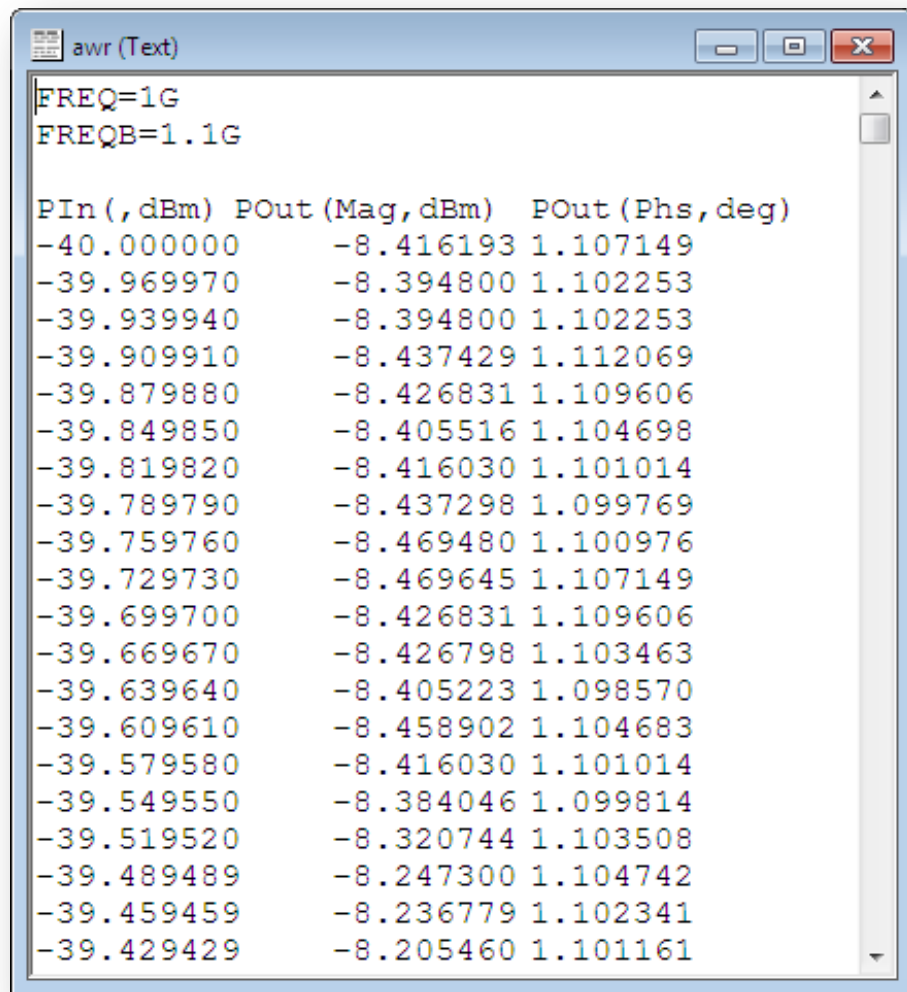 awr (Text)
FREQ=1G
FREQB=1.1G
PIn(,dBm) POut(Mag,dBm) POut(Phs,deg)
-40.000000 -8.416193 1.107149
-39.969970 -8.394800 1.102253
-39.939940 -8.394800 1.102253
-39.909910 -8.437429 1.112069
-39.879880 -8.426831 1.109606
-39.849850 -8.405516 1.104698
-39.819820 -8.416030 1.101014
-39.789790 -8.437298 1.099769
-39.759760 -8.469480 1.100976
-39.729730 -8.469645 1.107149
-39.699700 -8.426831 1.109606
-39.669670 -8.426798 1.103463
-39.639640 -8.405223 1.098570
-39.609610 -8.458902 1.104683
-39.579580 -8.416030 1.101014
-39.549550 -8.384046 1.099814
-39.519520 -8.320744 1.103508
-39.489489 -8.247300 1.104742
-39.459459 -8.236779 1.102341
-39.429429 -8.205460 1.101161